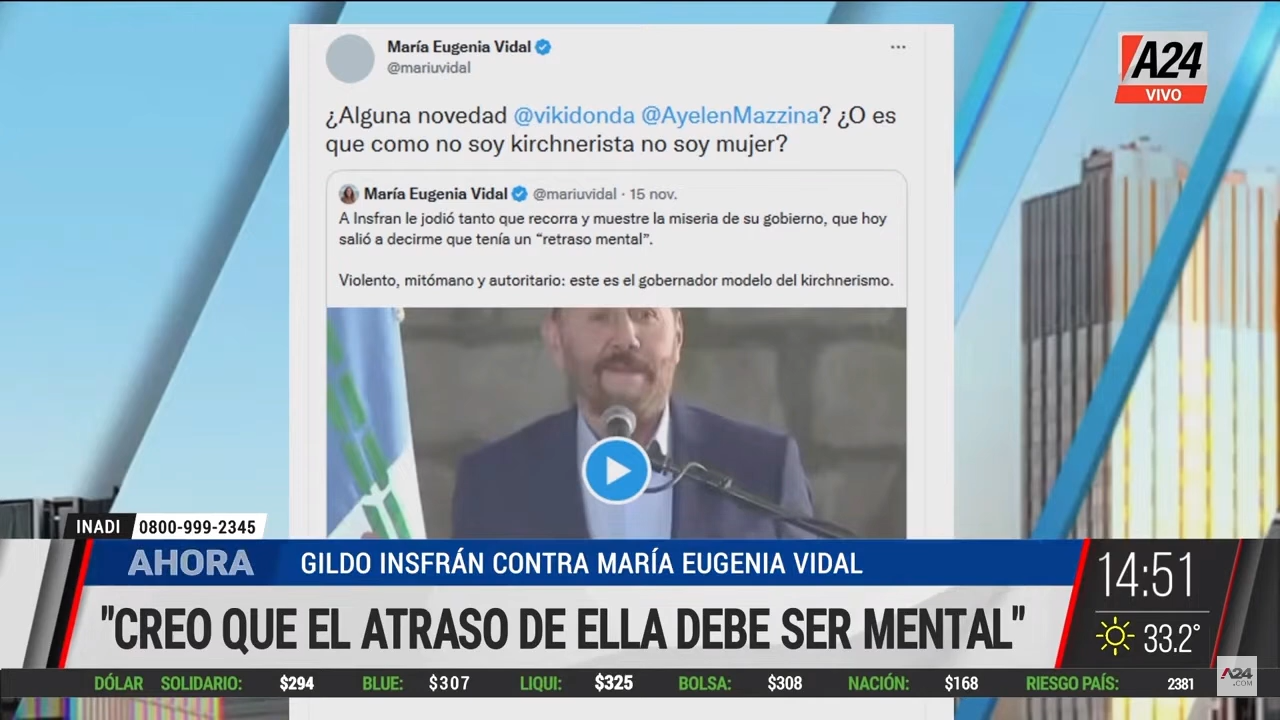 María Eugenia Vidal
@mariuvidal
...
¿Alguna novedad @vikidonda @AyelenMazzina? ¿O es
que como no soy kirchnerista no soy mujer?
María Eugenia Vidal @mariuvidal · 15 nov.
A Insfran le jodió tanto que recorra y muestre la miseria de su gobierno, que hoy
salió a decirme que tenía un “retraso mental”.
Violento, mitómano y autoritario: este es el gobernador modelo del kirchnerismo.
A24
VIVO
INADI 0800-999-2345
AHORA GILDO INSFRÁN CONTRA MARÍA EUGENIA VIDAL
"CREO QUE EL ATRASO DE ELLA DEBE SER MENTAL"
14:51
33.2°
DÓLAR SOLIDARIO: $294 BLUE: $307 LIQUI: $325 BOLSA: $308 NACIÓN: $168 RIESGO PAÍS: 2381
A24
.COM